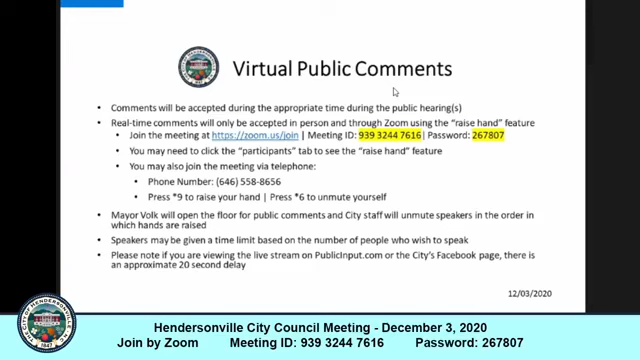 Virtual Public Comments
• Comments will be accepted during the appropriate time during the public hearing(s)
• Real-time comments will only be accepted in person and through Zoom using the "raise hand" feature
• Join the meeting at https://zoom.us/join | Meeting ID: 939 3244 7616 | Password: 267807
• You may need to click the "participants" tab to see the "raise hand" feature
• You may also join the meeting via telephone:
• Phone Number: (646) 558-8656
• Press *9 to raise your hand | Press *6 to unmute yourself
• Mayor Volk will open the floor for public comments and City staff will unmute speakers in the order in
which hands are raised
• Speakers may be given a time limit based on the number of people who wish to speak
• Please note if you are viewing the live stream on PublicInput.com or the City's Facebook page, there is
an approximate 20 second delay
12/03/2020
Hendersonville City Council Meeting - December 3, 2020
Join by Zoom Meeting ID: 939 3244 7616 Password: 267807